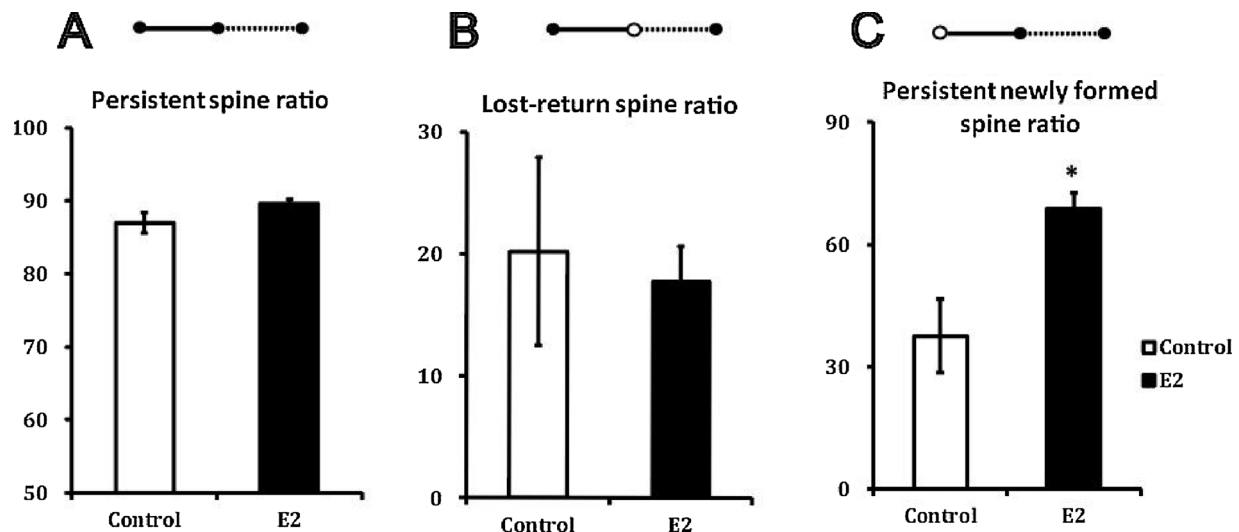 A
B
C
Persistent spine ratio
100
90
80
70
60
50
Control
E2
Lost-return spine ratio
30
20
10
0
Control
E2
Persistent newly formed
spine ratio
90
60
30
0
*
Control
E2
Control
E2